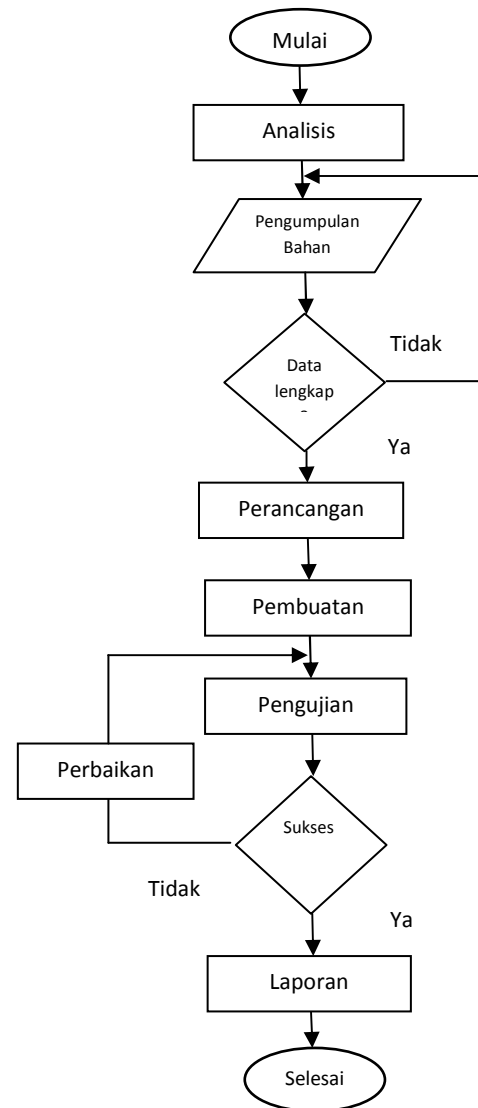 Mulai
Analisis
Pengumpulan
Bahan
Data
lengkap
Tidak
Ya
Perancangan
Pembuatan
Pengujian
Perbaikan
Sukses
Tidak
Ya
Laporan
Selesai